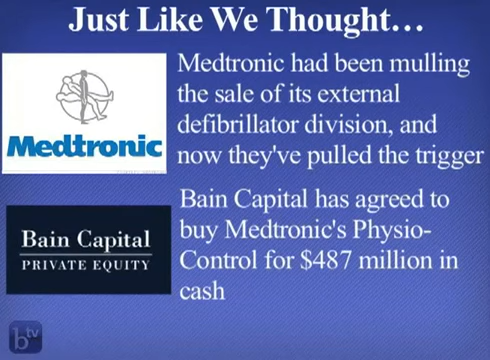 Just Like We Thought...
Medtronic had been mulling
the sale of its external
defibrillator division, and
now they've pulled the trigger
Medtronic
Bain Capital has agreed to
buy Medtronic's Physio-
Control for $487 million in
cash
Bain Capital
PRIVATE EQUITY
btv